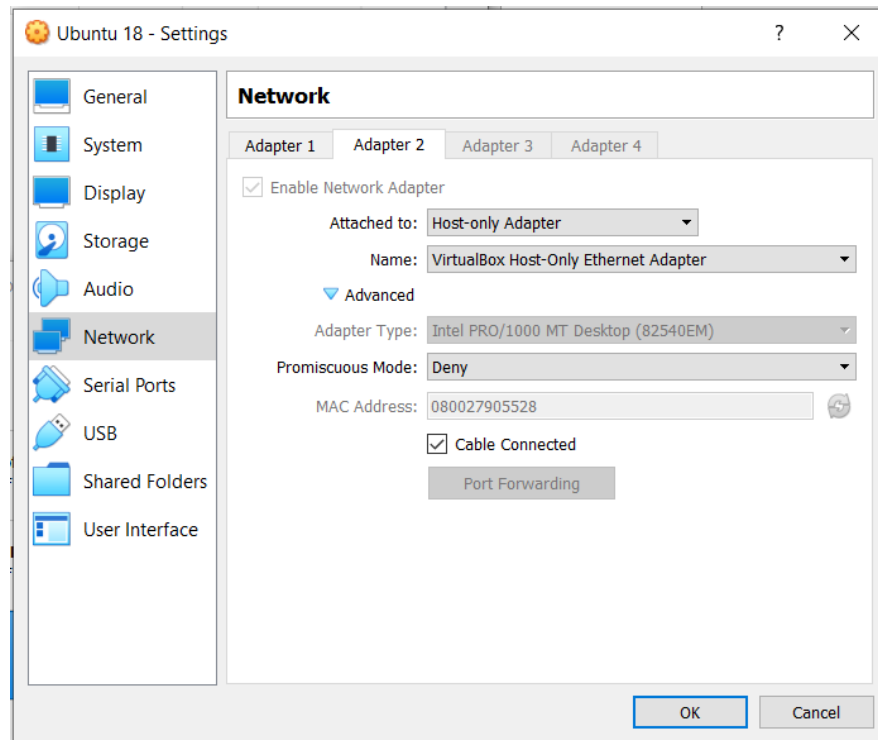 Ubuntu 18 - Settings
?
General
System
Display
Storage
Audio
Network
Serial Ports
USB
Shared Folders
User Interface
Network
Adapter 1 Adapter 2 Adapter 3 Adapter 4
Enable Network Adapter
Attached to: Host-only Adapter
Name: VirtualBox Host-Only Ethernet Adapter
Advanced
Adapter Type: Intel PRO/1000 MT Desktop (82540EM)
Promiscuous Mode: Deny
MAC Address: 080027905528
Cable Connected
Port Forwarding
OK Cancel